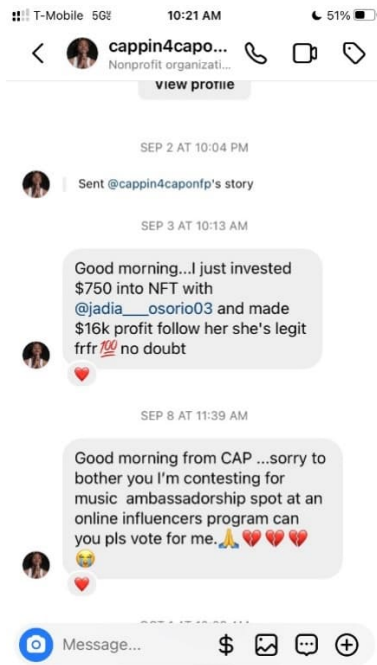 T-Mobile 5G
10:21 AM
51%
cappin4capo...
Nonprofit organizati...
View profile
SEP 2 AT 10:04 PM
Sent @cappin4caponfp's story
SEP 3 AT 10:13 AM
Good morning...I just invested
$750 into NFT with
@jadia___osorio03 and made
$16k profit follow her she's legit
frfr💯 no doubt
SEP 8 AT 11:39 AM
Good morning from CAP ...sorry to
bother you I'm contesting for
music ambassadorship spot at an
online influencers program can
you pls vote for me.🙏💔💔💔
😭
Message...
$